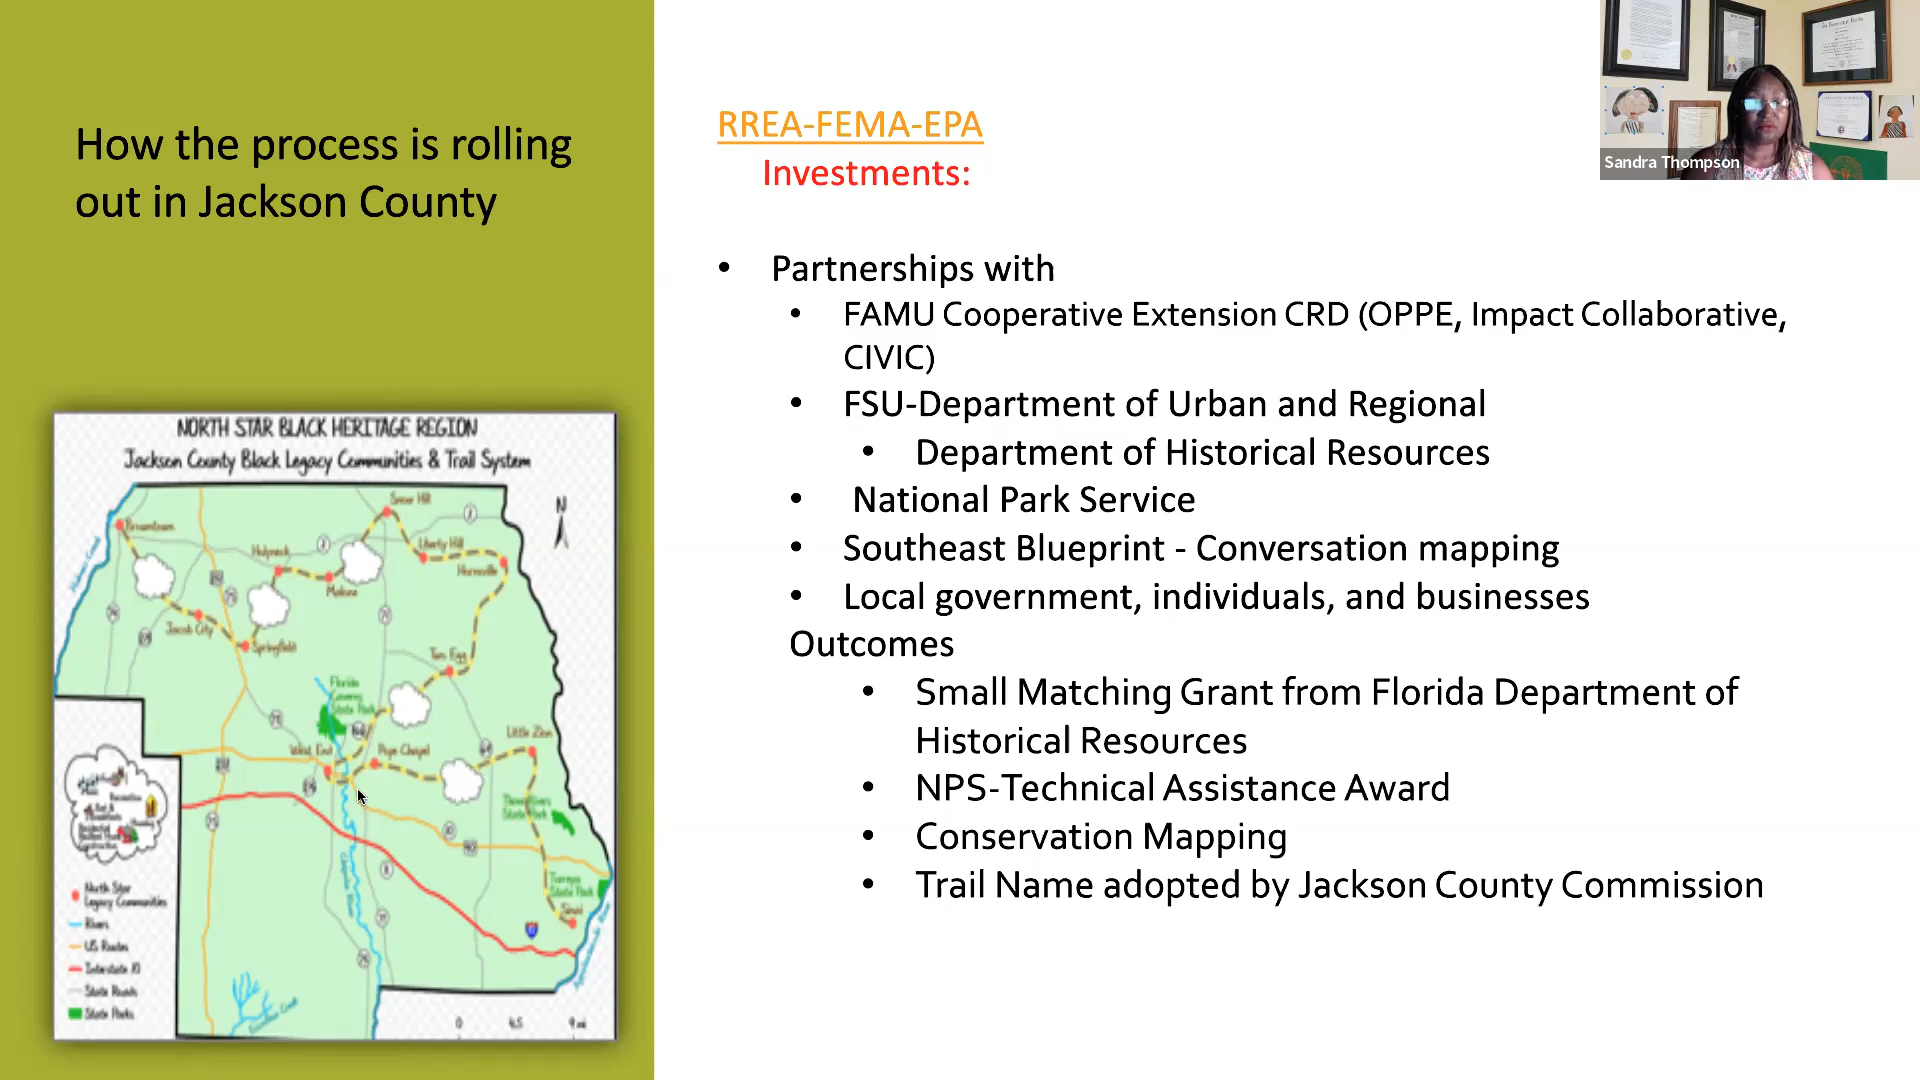 How the process is rolling
out in Jackson County
RREA-FEMA-EPA
Investments:
• Partnerships with
• FAMU Cooperative Extension CRD (OPPE, Impact Collaborative,
CIVIC)
• FSU-Department of Urban and Regional
• Department of Historical Resources
• National Park Service
• Southeast Blueprint - Conversation mapping
• Local government, individuals, and businesses
Outcomes
• Small Matching Grant from Florida Department of
Historical Resources
• NPS-Technical Assistance Award
• Conservation Mapping
• Trail Name adopted by Jackson County Commission
Sandra Thompson
NORTH STAR BLACK HERITAGE REGION
Jackson County Black Legacy Communities & Trail System
N
Snow Hill
Browntown
Liberty Hill
Holyneck
Malone
Jacob City
Springfield
Florida
Caverns
State Park
Little Zion
West End
Pope Chapel
Three Rivers
State Park
Torreya
State Park
Sinai
North Star
Legacy Communities
Rivers
US Routes
Interstate 10
State Roads
State Parks
0 4.5 9 mi